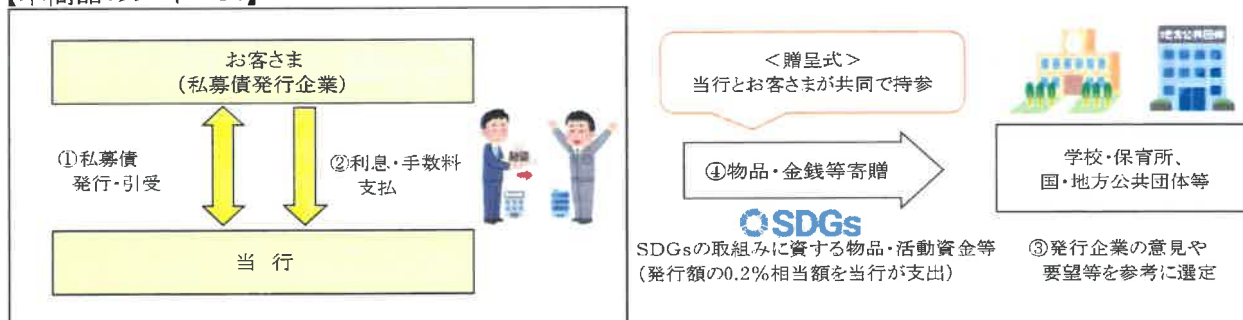 お客さま
(私募債発行企業)
①私募債
発行・引受
②利息・手数料
支払
当 行
<贈呈式>
当行とお客さまが共同で持参
④物品・金銭等寄贈
SDGs
SDGsの取組みに資する物品・活動資金等
(発行額の0.2%相当額を当行が支出)
地方公共団体
学校・保育所、
国・地方公共団体等
③発行企業の意見や
要望等を参考に選定